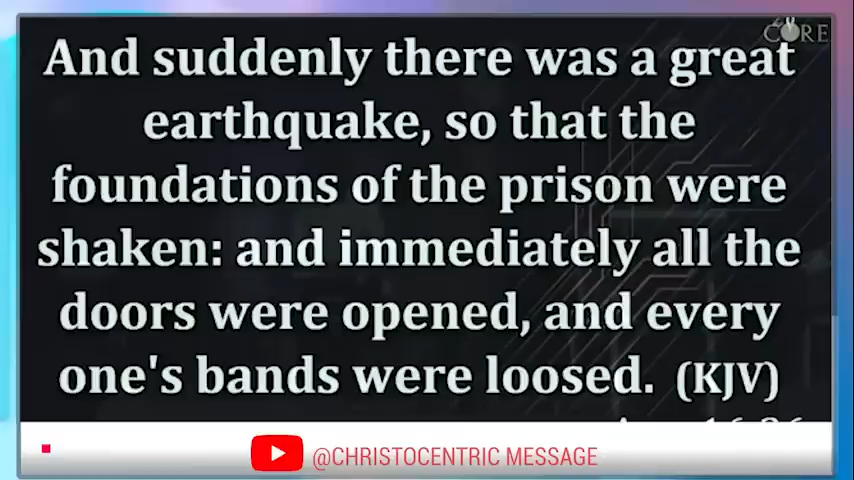 CORE
And suddenly there was a great
earthquake, so that the
foundations of the prison were
shaken: and immediately all the
doors were opened, and every
one's bands were loosed. (KJV)
@CHRISTOCENTRIC MESSAGE